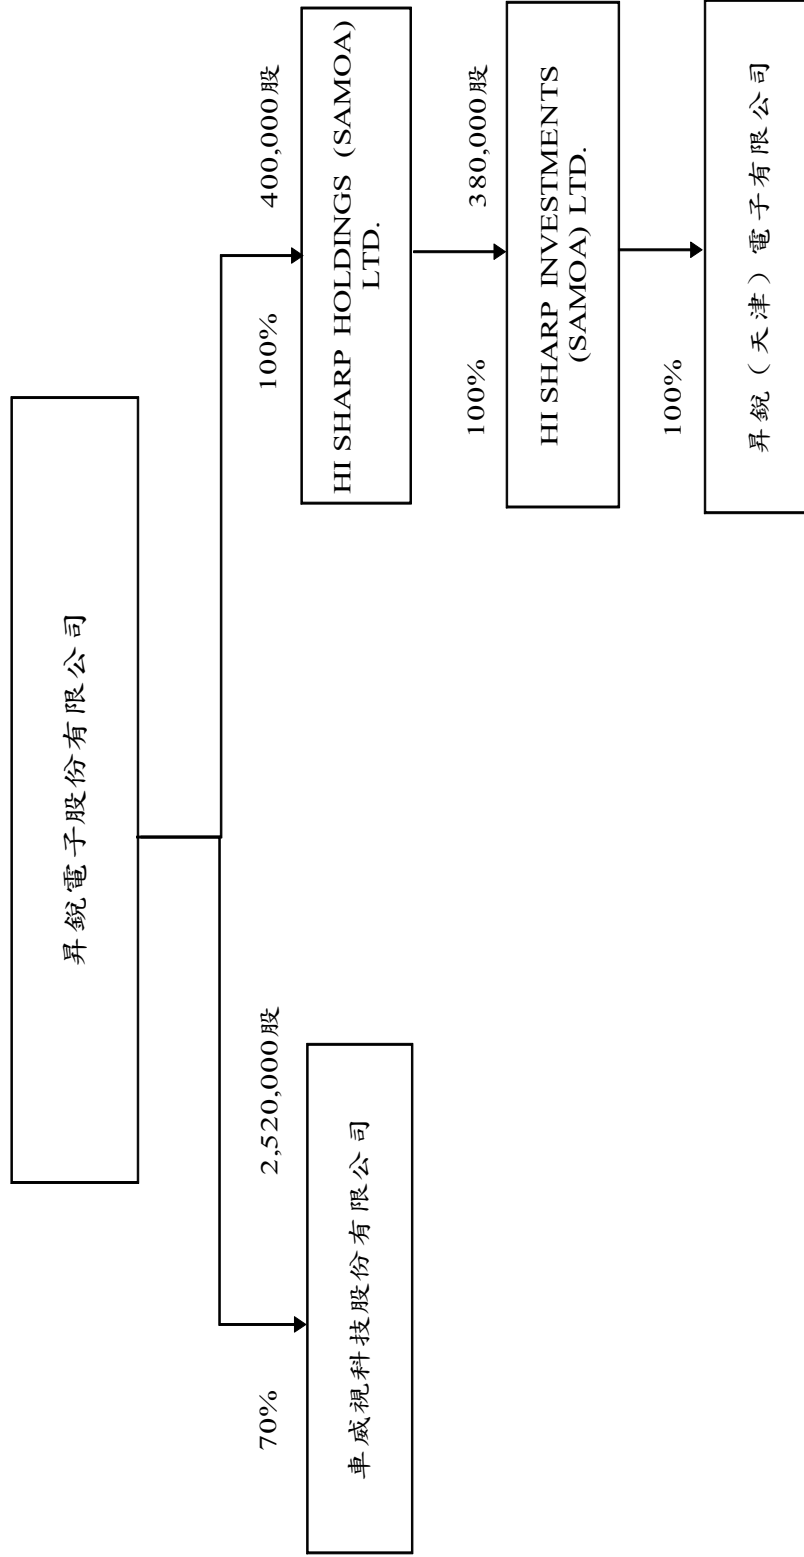 昇銳電子股份有限公司
70%
2,520,000股
100%
400,000股
車威視科技股份有限公司
HI SHARP HOLDINGS (SAMOA)
LTD.
100%
380,000股
HI SHARP INVESTMENTS
(SAMOA) LTD.
100%
昇銳（天津）電子有限公司